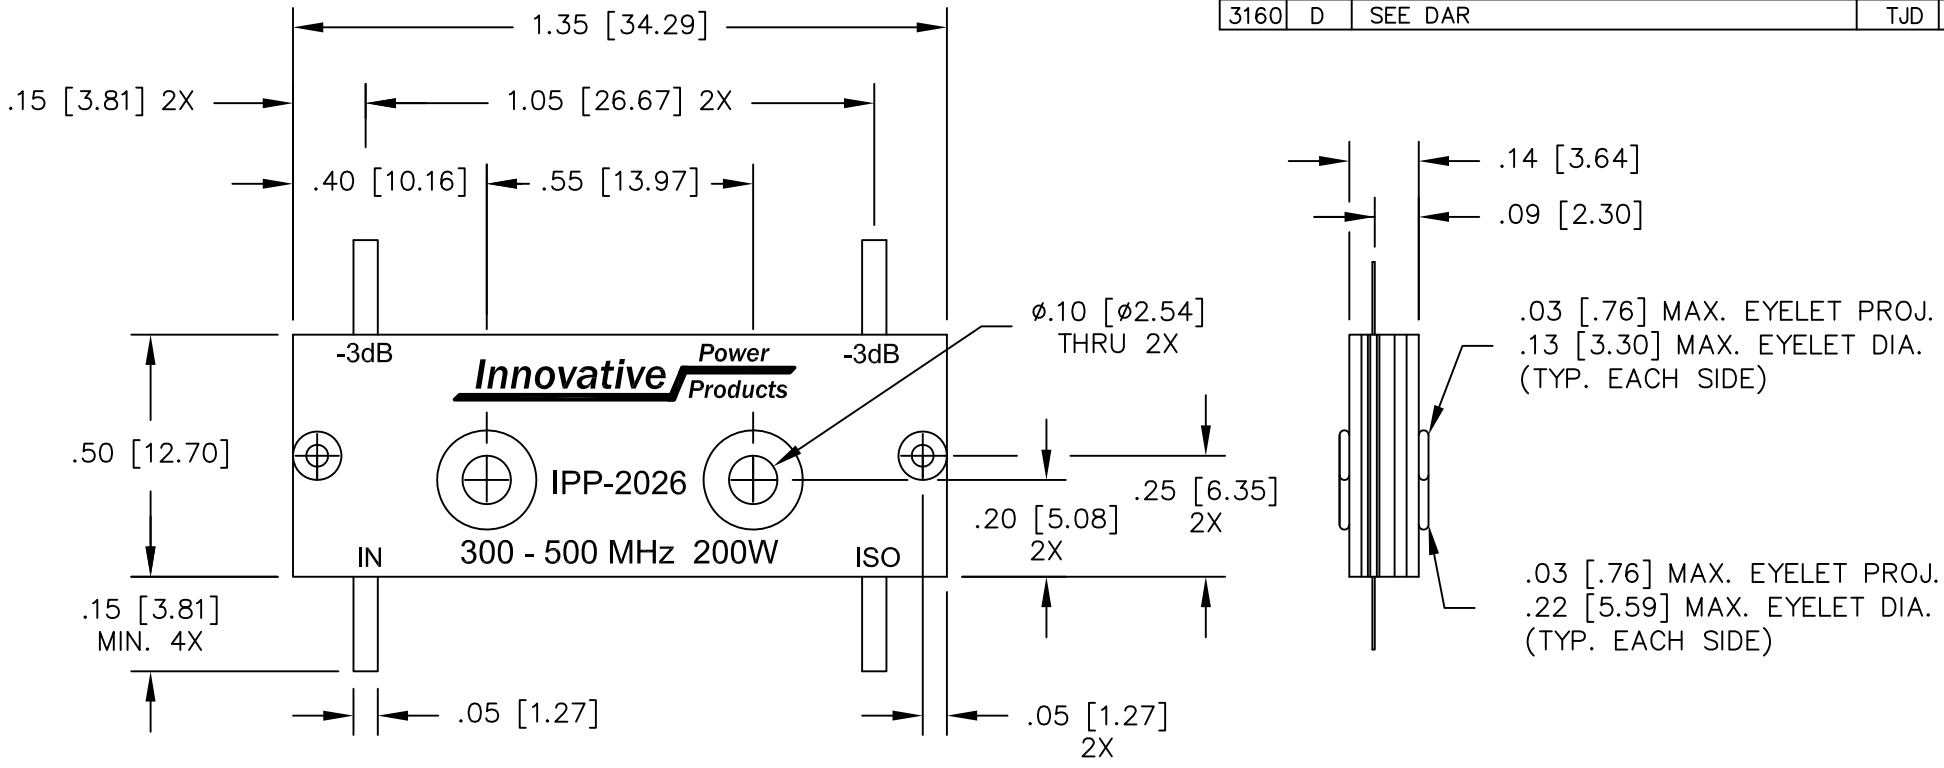 3160 D SEE DAR TJD
1.35 [34.29]
.15 [3.81] 2X
1.05 [26.67] 2X
.40 [10.16]
.55 [13.97]
.14 [3.64]
.09 [2.30]
ø.10 [ø2.54]
THRU 2X
.03 [.76] MAX. EYELET PROJ.
.13 [3.30] MAX. EYELET DIA.
(TYP. EACH SIDE)
-3dB
Innovative Power Products
-3dB
.50 [12.70]
IPP-2026
.25 [6.35]
2X
.20 [5.08]
2X
IN
300 - 500 MHz 200W
ISO
.15 [3.81]
MIN. 4X
.03 [.76] MAX. EYELET PROJ.
.22 [5.59] MAX. EYELET DIA.
(TYP. EACH SIDE)
.05 [1.27]
.05 [1.27]
2X